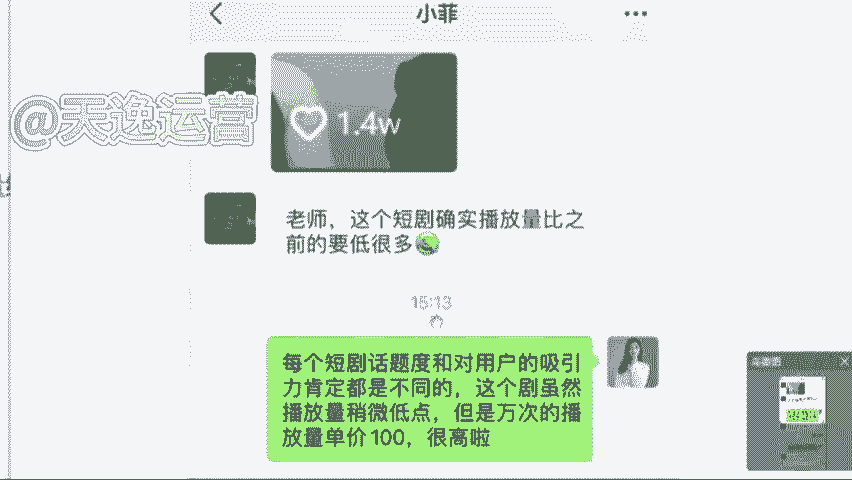 小菲
@天逸运营
1.4w
老师，这个短剧确实播放量比之
前的要低很多
15:13
每个短剧话题度和对用户的吸引
力肯定都是不同的，这个剧虽然
播放量稍微低点，但是万次的播
放量单价100，很高啦